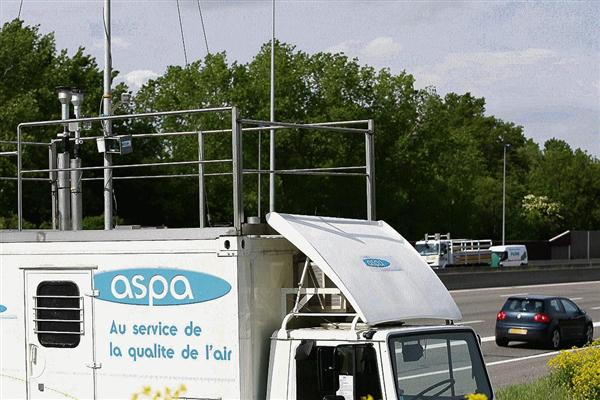 aspa
Au service de
la qualite de l'air
aspa